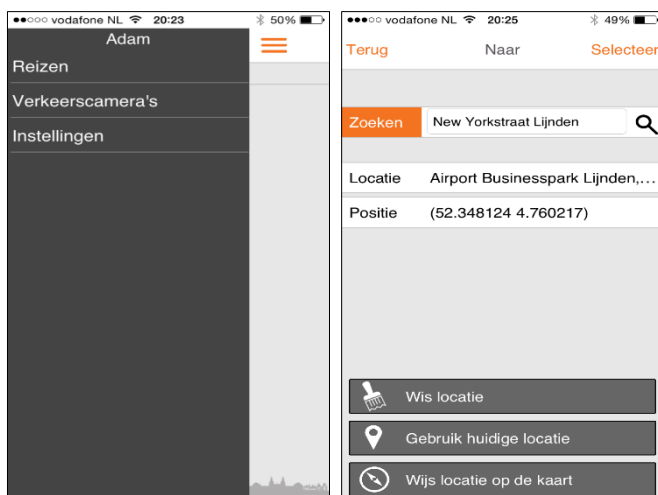 vodafone NL 20:23 50%
Adam
Reizen
Verkeerscamera's
Instellingen
vodafone NL 20:25 49%
Terug Naar Selecteer
Zoeken New Yorkstraat Lijnden
Locatie Airport Businesspark Lijnden,...
Positie (52.348124 4.760217)
Wis locatie
Gebruik huidige locatie
Wijs locatie op de kaart